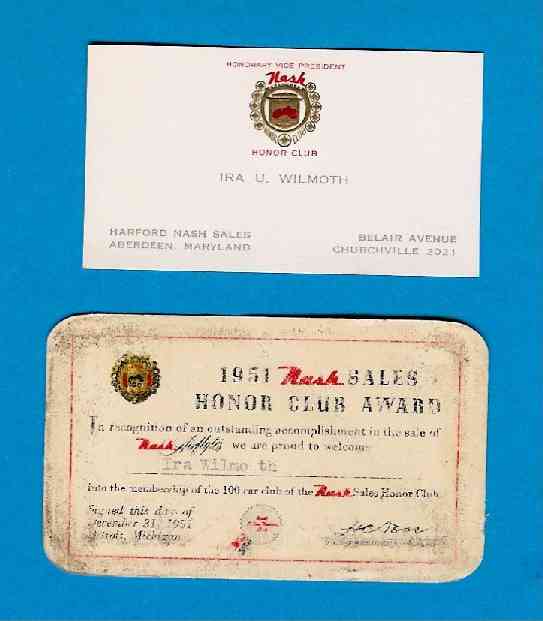 HONORARY VICE PRESIDENT
Nash
HONOR CLUB
IRA U. WILMOTH
HARFORD NASH SALES
ABERDEEN, MARYLAND
BELAIR AVENUE
CHURCHVILLE 2021
1951 Nash SALES
HONOR CLUB AWARD
In recognition of an outstanding accomplishment in the sale of
Nash we are proud to welcome
Ira Wilmo th
into the membership of the 100 car club of the Nash Sales Honor Club
Signed this day of
December 31, 1951
Detroit, Michigan